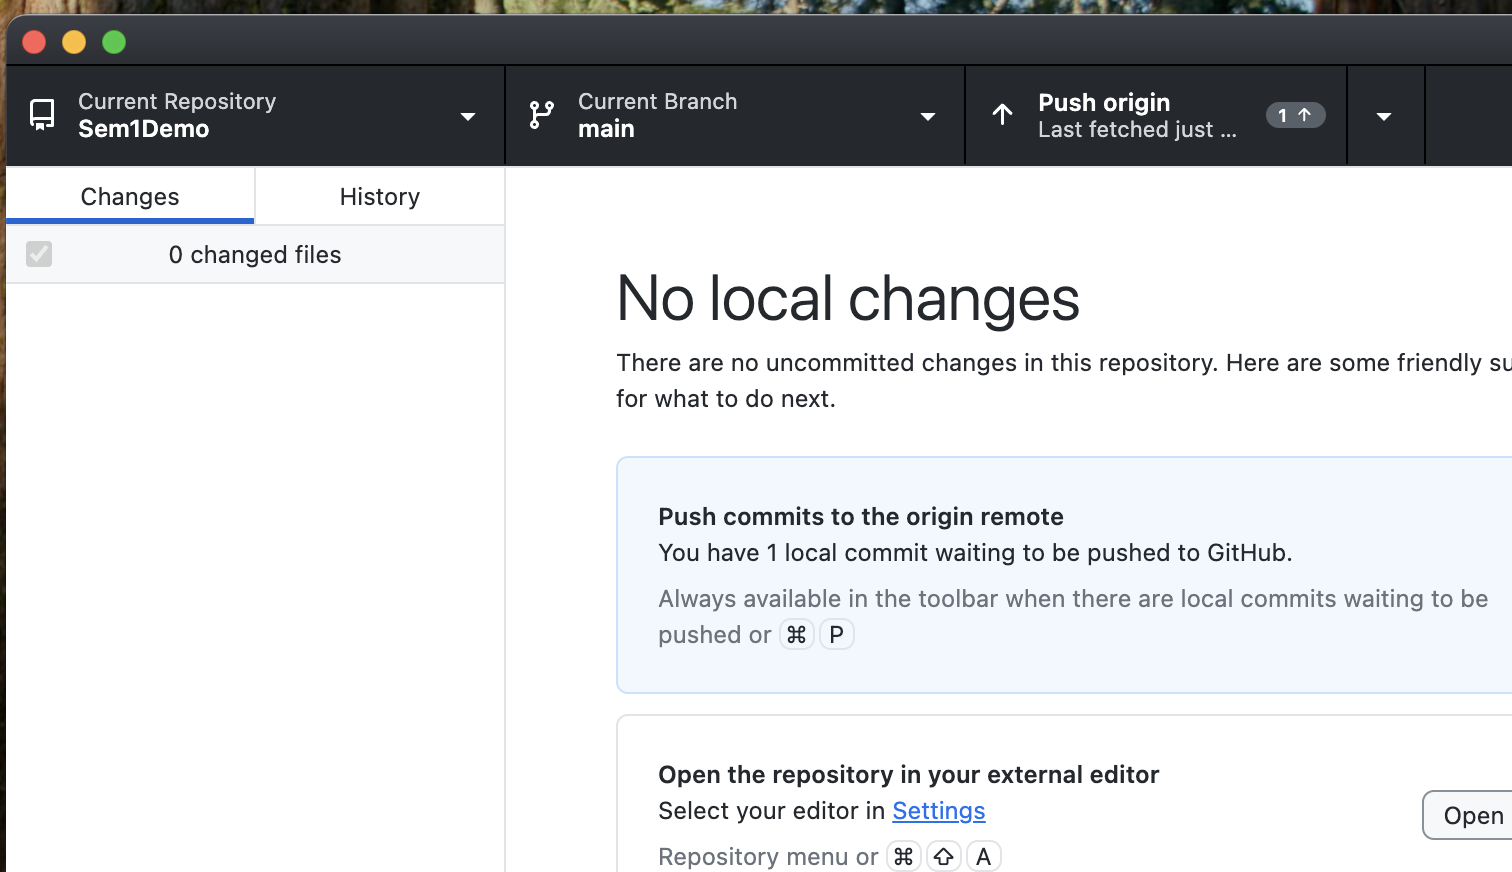 Current Repository
Sem1Demo
Current Branch
main
Push origin
Last fetched just ...
1
Changes
History
0 changed files
No local changes
There are no uncommitted changes in this repository. Here are some friendly su
for what to do next.
Push commits to the origin remote
You have 1 local commit waiting to be pushed to GitHub.
Always available in the toolbar when there are local commits waiting to be
pushed or ⌘ P
Open the repository in your external editor
Select your editor in Settings
Open
Repository menu or ⌘ ⇧ A